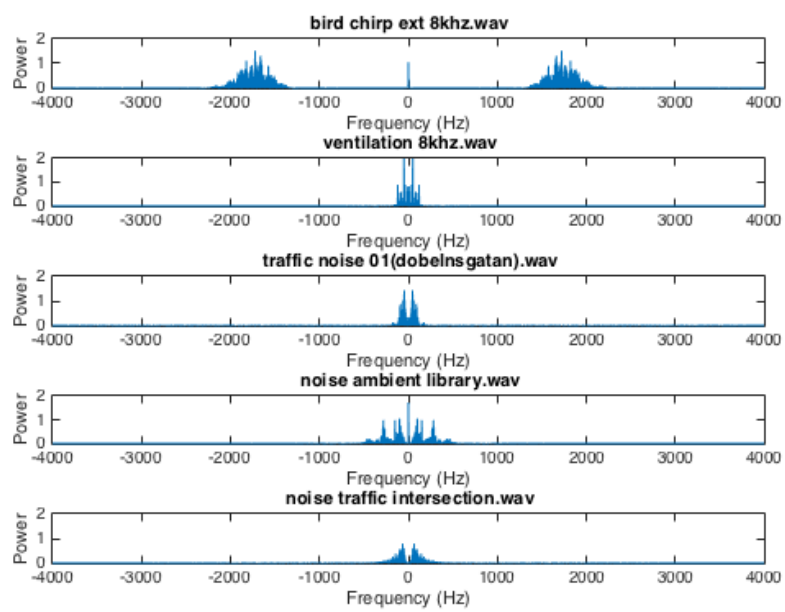 bird chirp ext 8khz.wav
Power
2
1
0
-4000 -3000 -2000 -1000 0 1000 2000 3000 4000
Frequency (Hz)
ventilation 8khz.wav
Power
2
1
0
-4000 -3000 -2000 -1000 0 1000 2000 3000 4000
Frequency (Hz)
traffic noise 01(dobelnsgatan).wav
Power
2
1
0
-4000 -3000 -2000 -1000 0 1000 2000 3000 4000
Frequency (Hz)
noise ambient library.wav
Power
2
1
0
-4000 -3000 -2000 -1000 0 1000 2000 3000 4000
Frequency (Hz)
noise traffic intersection.wav
Power
2
1
0
-4000 -3000 -2000 -1000 0 1000 2000 3000 4000
Frequency (Hz)